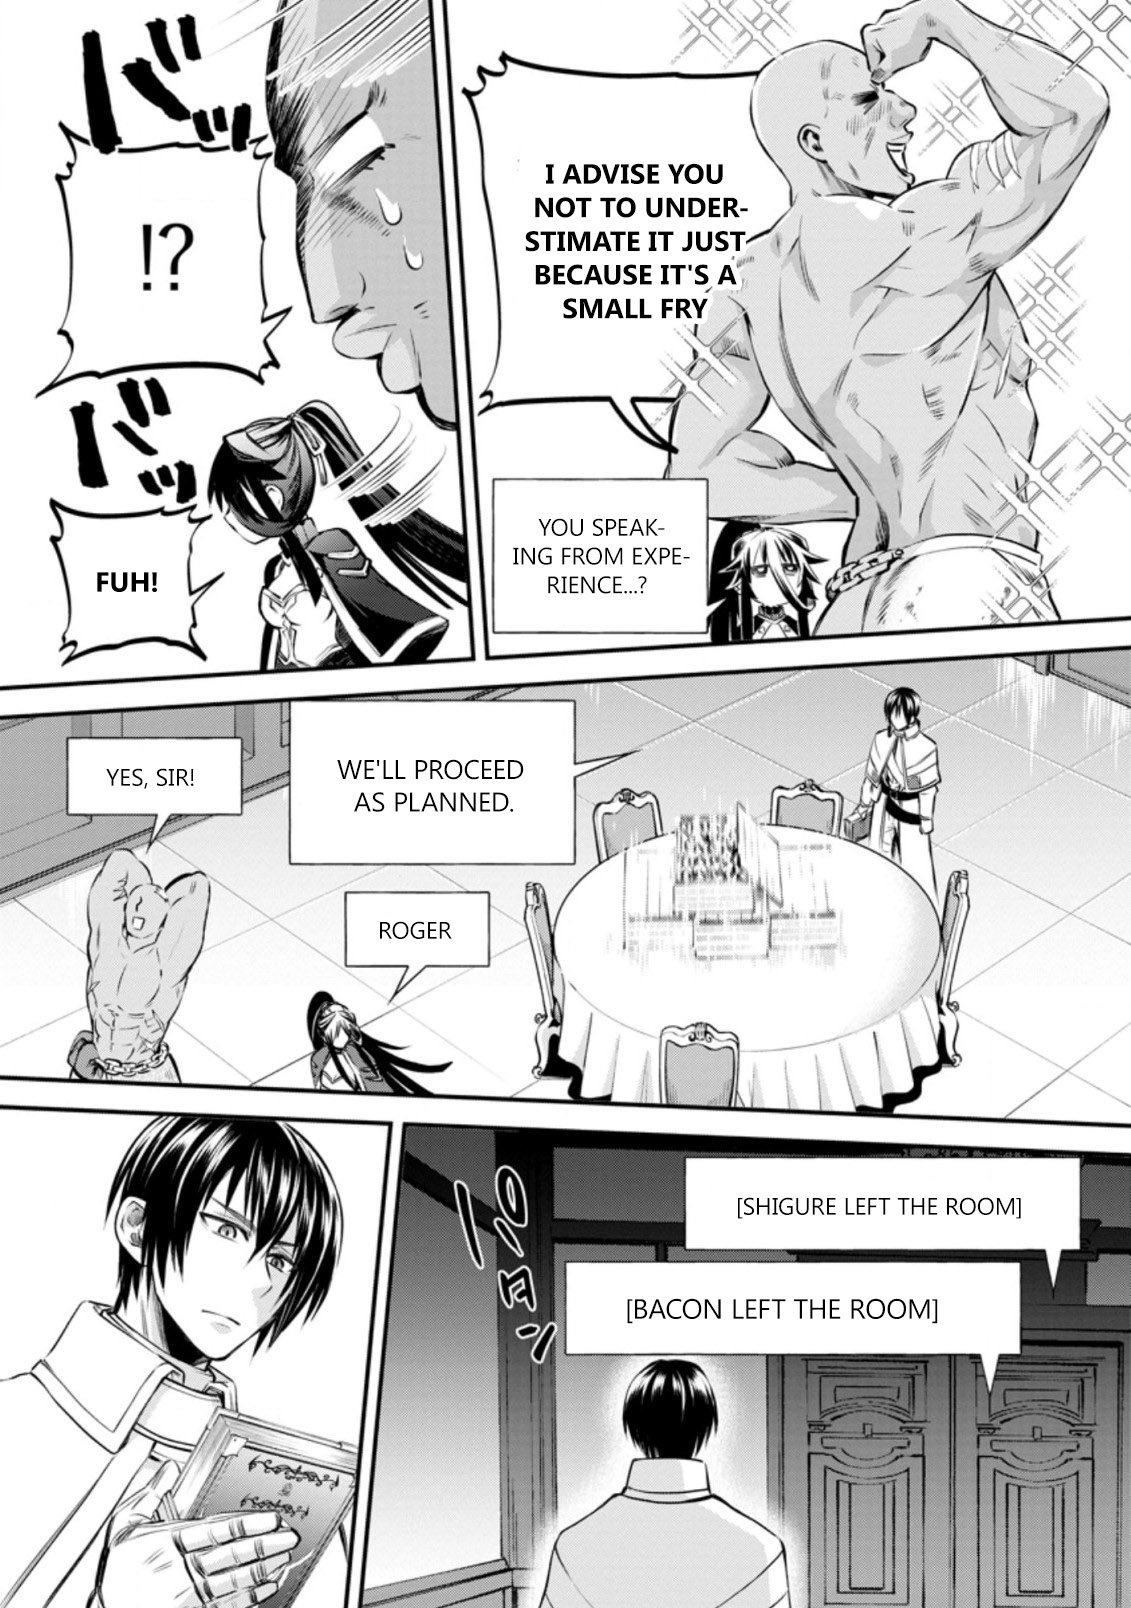 I ADVISE YOU
NOT TO UNDER-
STIMATE IT JUST
BECAUSE IT'S A
SMALL FRY
YOU SPEAK-
ING FROM EXPE-
RIENCE...?
ドッ
!?
ドッ
FUH!
WE'LL PROCEED
AS PLANNED.
YES, SIR!
ROGER
[SHIGURE LEFT THE ROOM]
[BACON LEFT THE ROOM]
パタン